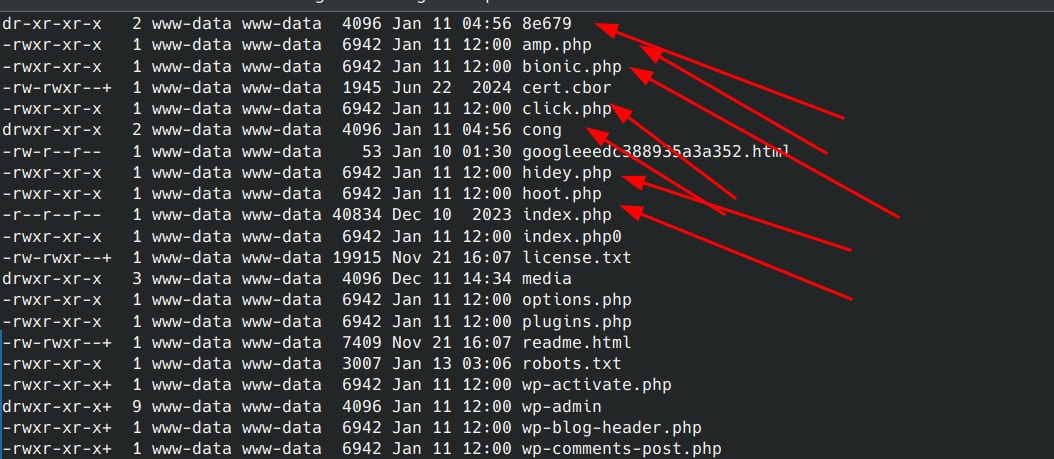 dr-xr-xr-x 2 www-data www-data 4096 Jan 11 04:56 8e679
-rwxr-xr-x 1 www-data www-data 6942 Jan 11 12:00 amp.php
-rwxr-xr-x 1 www-data www-data 6942 Jan 11 12:00 bionic.php
-rw-rwxr--+ 1 www-data www-data 1945 Jun 22 2024 cert.cbor
-rwxr-xr-x 1 www-data www-data 6942 Jan 11 12:00 click.php
drwxr-xr-x 2 www-data www-data 4096 Jan 11 04:56 cong
-rw-r--r-- 1 www-data www-data 53 Jan 10 01:30 googleeedc388935a3a352.html
-rwxr-xr-x 1 www-data www-data 6942 Jan 11 12:00 hidey.php
-rwxr-xr-x 1 www-data www-data 6942 Jan 11 12:00 hoot.php
-r--r--r-- 1 www-data www-data 40834 Dec 10 2023 index.php
-rwxr-xr-x 1 www-data www-data 6942 Jan 11 12:00 index.php0
-rw-rwxr--+ 1 www-data www-data 19915 Nov 21 16:07 license.txt
drwxr-xr-x 3 www-data www-data 4096 Dec 11 14:34 media
-rwxr-xr-x 1 www-data www-data 6942 Jan 11 12:00 options.php
-rwxr-xr-x 1 www-data www-data 6942 Jan 11 12:00 plugins.php
-rw-rwxr--+ 1 www-data www-data 7409 Nov 21 16:07 readme.html
-rwxr-xr-x 1 www-data www-data 3007 Jan 13 03:06 robots.txt
-rwxr-xr-x+ 1 www-data www-data 6942 Jan 11 12:00 wp-activate.php
drwxr-xr-x+ 9 www-data www-data 4096 Jan 11 12:00 wp-admin
-rwxr-xr-x+ 1 www-data www-data 6942 Jan 11 12:00 wp-blog-header.php
-rwxr-xr-x+ 1 www-data www-data 6942 Jan 11 12:00 wp-comments-post.php